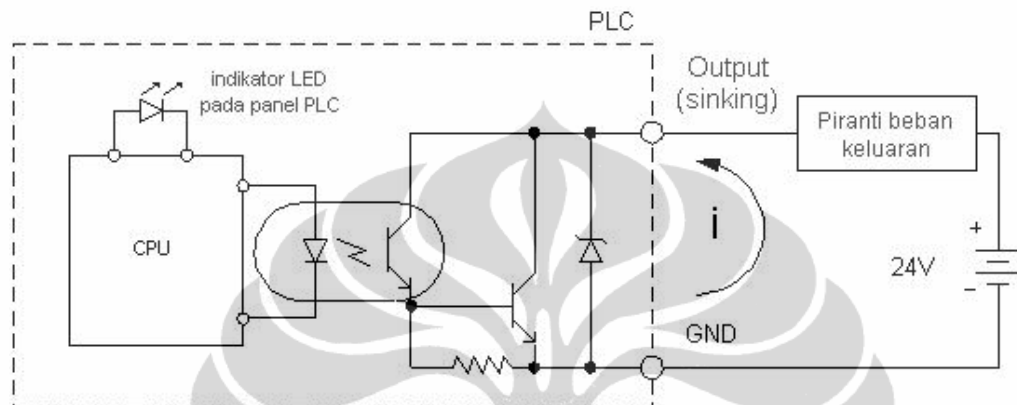 PLC
indikator LED
pada panel PLC
Output
(sinking)
Piranti beban
keluaran
CPU
i
+
24V
−
GND